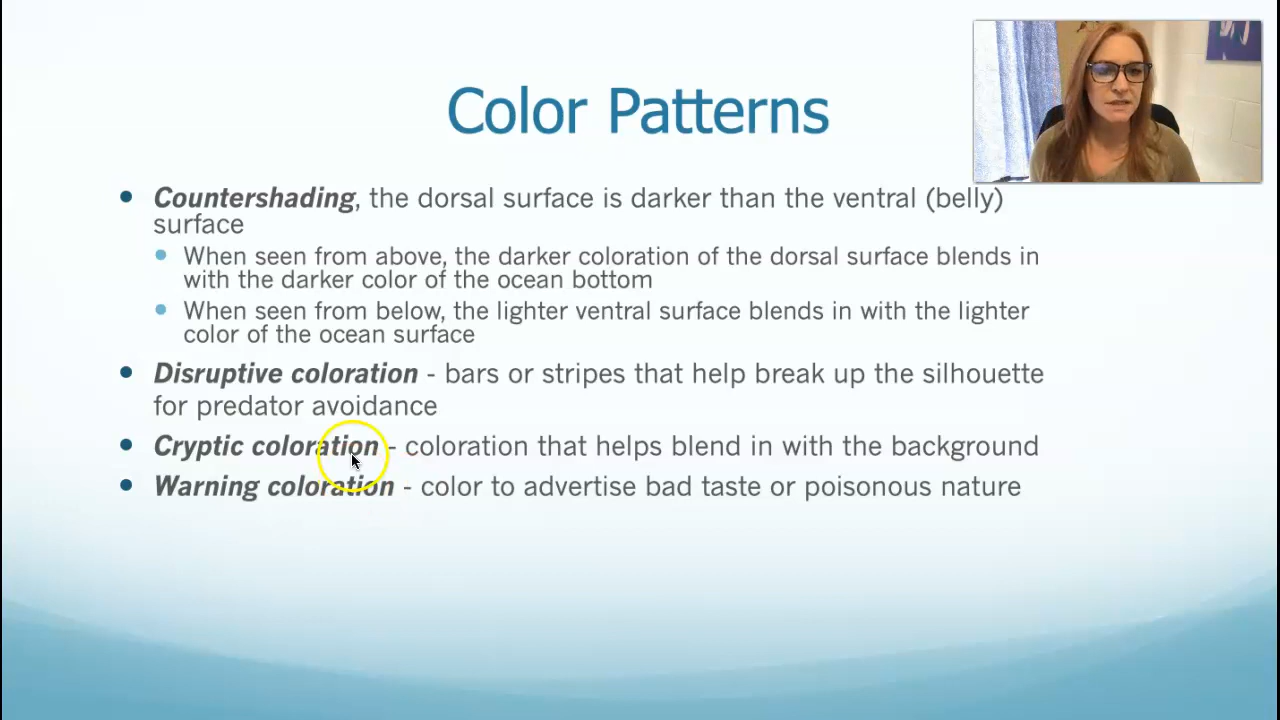 Color Patterns
Countershading, the dorsal surface is darker than the ventral (belly)
surface
When seen from above, the darker coloration of the dorsal surface blends in
with the darker color of the ocean bottom
When seen from below, the lighter ventral surface blends in with the lighter
color of the ocean surface
Disruptive coloration - bars or stripes that help break up the silhouette
for predator avoidance
Cryptic coloration - coloration that helps blend in with the background
Warning coloration - color to advertise bad taste or poisonous nature